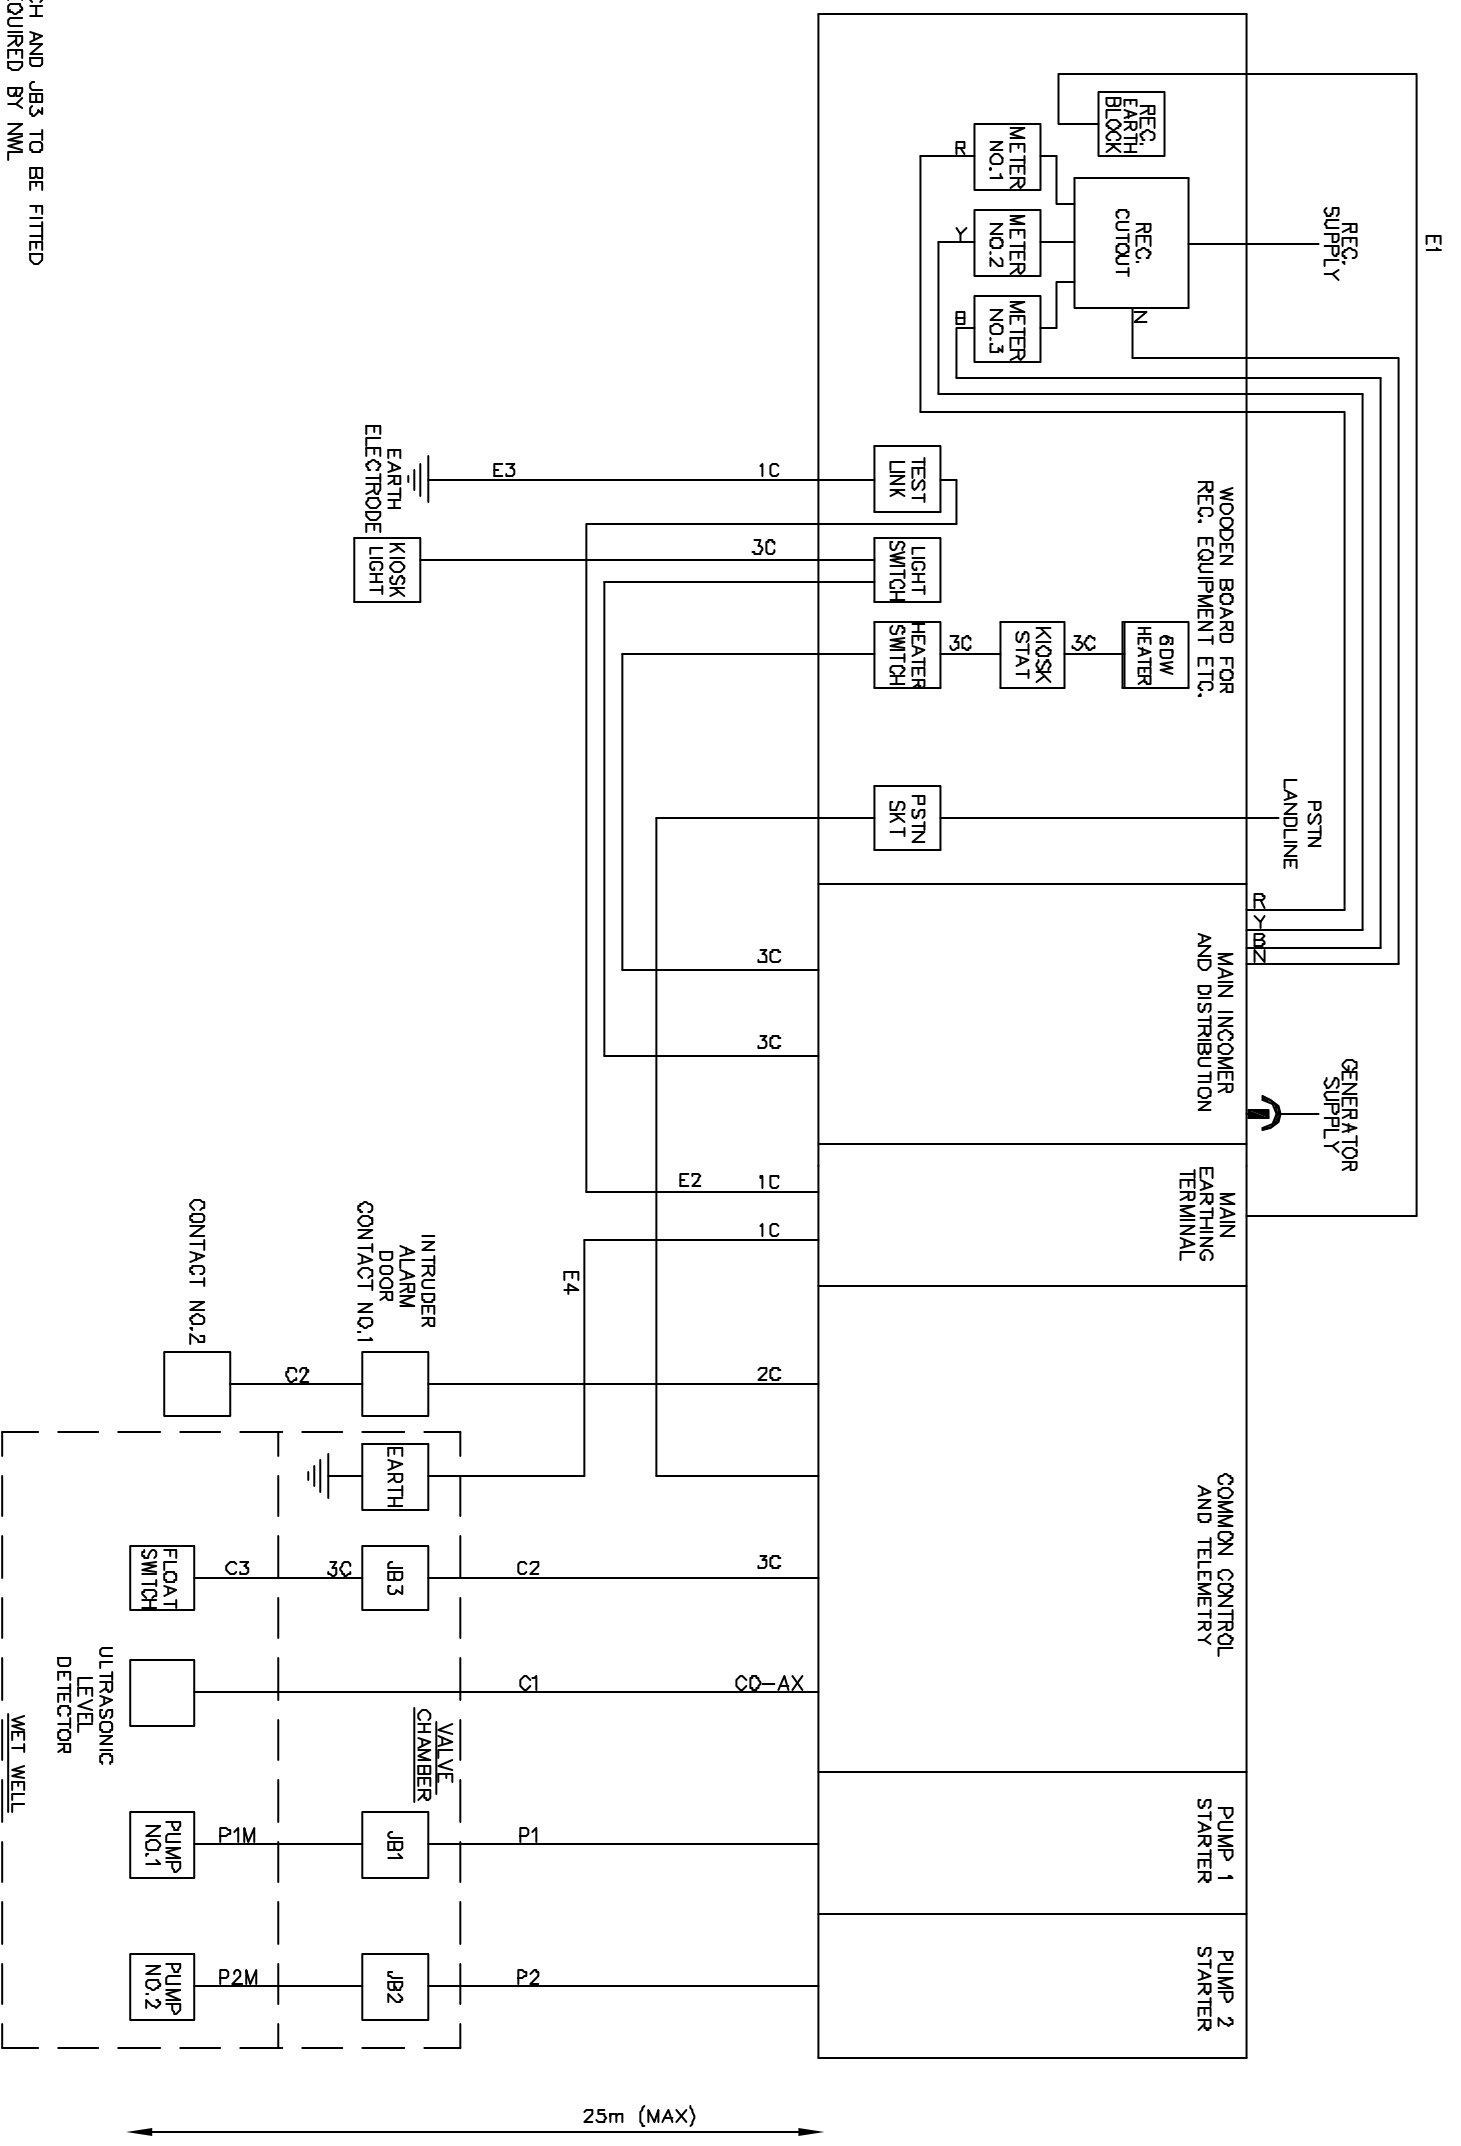 E1
REC.
SUPPLY
REC.
EARTH
BLOCK
REC.
CUTOUT
N
METER
NO.1
R
METER
NO.2
Y
METER
NO.3
B
WOODEN BOARD FOR
REC. EQUIPMENT ETC.
TEST
LINK
1C
E3
EARTH
ELECTRODE
LIGHT
SWITCH
3C
KIOSK
LIGHT
HEATER
SWITCH
3C
KIOSK
STAT
3C
60W
HEATER
PSTN
LANDLINE
PSTN
SKT
R
Y
B
N
MAIN INCOMER
AND DISTRIBUTION
3C
3C
GENERATOR
SUPPLY
MAIN
EARTHING
TERMINAL
1C
E2
1C
E4
COMMON CONTROL
AND TELEMETRY
2C
INTRUDER
ALARM
DOOR
CONTACT NO.1
C2
CONTACT NO.2
EARTH
3C
C2
JB3
3C
C3
FLOAT
SWITCH
CO-AX
C1
ULTRASONIC
LEVEL
DETECTOR
VALVE
CHAMBER
WET WELL
PUMP 1
STARTER
P1
JB1
P1M
PUMP
NO.1
PUMP 2
STARTER
P2
JB2
P2M
PUMP
NO.2
25m (MAX)
CH AND JB3 TO BE FITTED
EQUIRED BY NWL